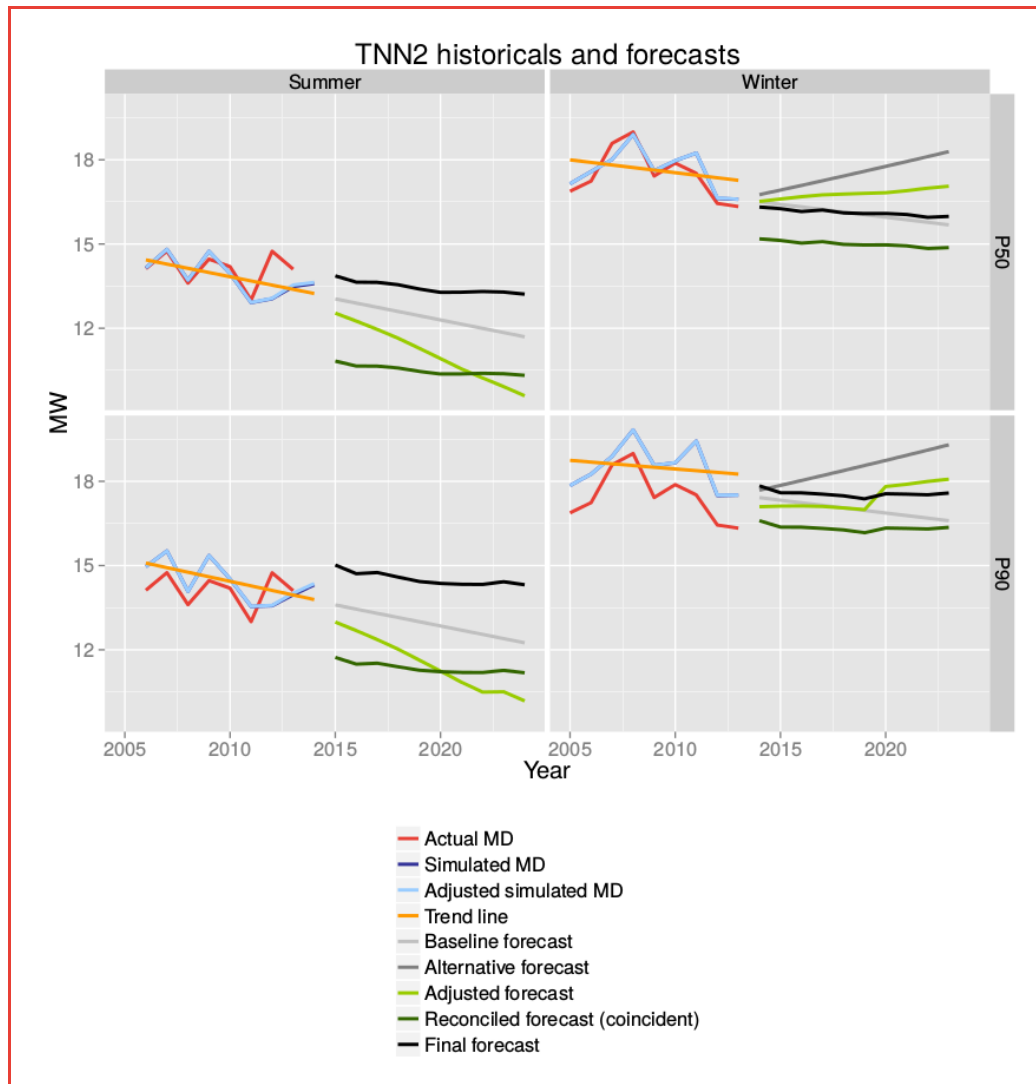 TNN2 historicals and forecasts
Summer
Winter
18
15
12
P50
MW
18
15
12
P90
2005 2010 2015 2020
2005 2010 2015 2020
Year
Actual MD
Simulated MD
Adjusted simulated MD
Trend line
Baseline forecast
Alternative forecast
Adjusted forecast
Reconciled forecast (coincident)
Final forecast